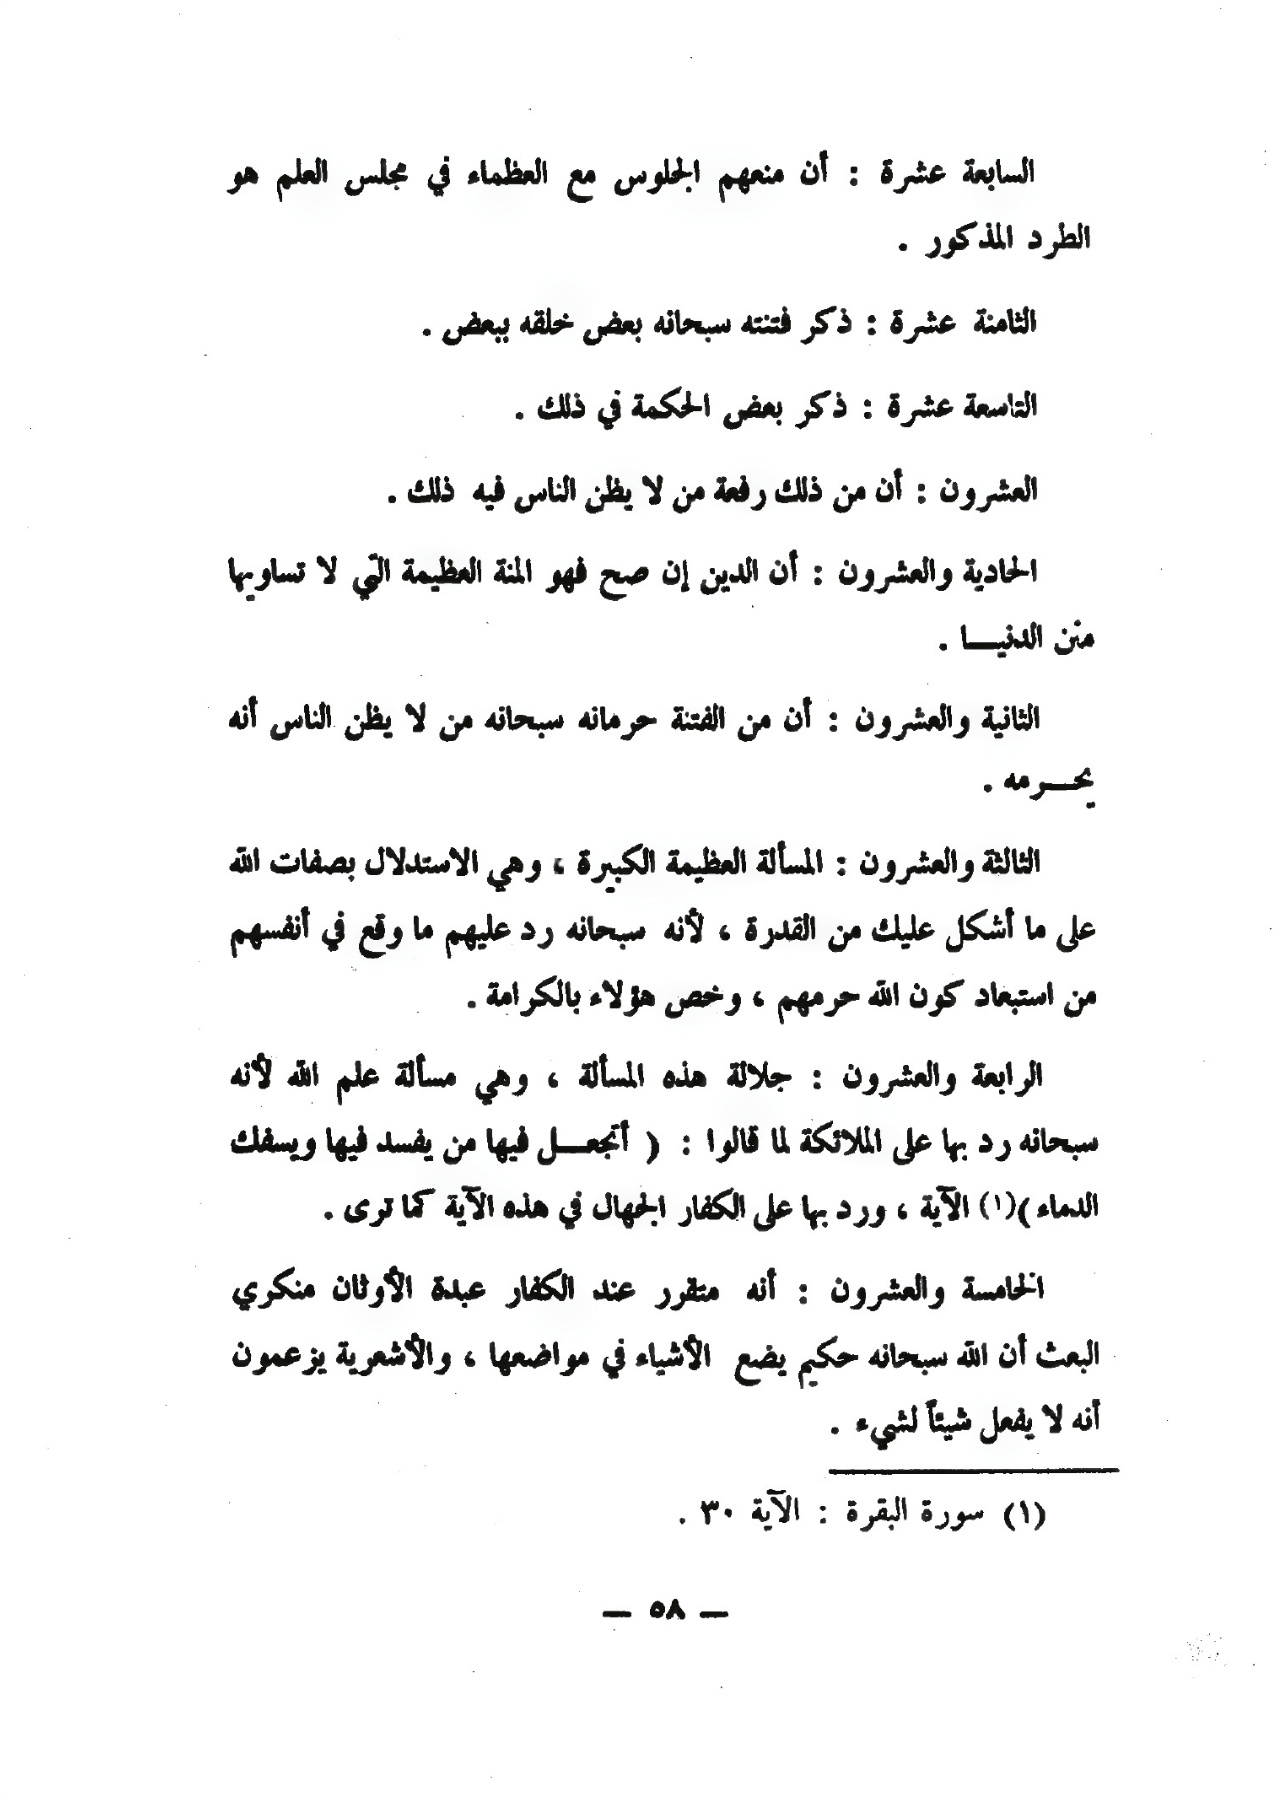 السابعة عشرة : أن منعهم الجلوس مع العظماء في مجلس العلم هو
الطرد المذكور .
الثامنة عشرة : ذكر فتنته سبحانه بعض خلقه ببعض .
التاسعة عشرة : ذكر بعض الحكمة في ذلك .
العشرون : أن من ذلك رفعة من لا يظن الناس فيه ذلك .
الحادية والعشرون : أن الدين إن صح فهو المنة العظيمة التي لا تساويها
منن الدنيـــا .
الثانية والعشرون : أن من الفتنة حرمانه سبحانه من لا يظن الناس أنه
يحـــرمه .
الثالثة والعشرون : المسألة العظيمة الكبيرة ، وهي الاستدلال بصفات الله
على ما أشكل عليك من القدرة ، لأنه سبحانه رد عليهم ما وقع في أنفسهم
من استبعاد كون الله حرمهم ، وخص هؤلاء بالكرامة .
الرابعة والعشرون : جلالة هذه المسألة ، وهي مسألة علم الله لأنه
سبحانه رد بها على الملائكة لما قالوا : ( أتجعـــل فيها من يفسد فيها ويسفك
الدماء )(١) الآية ، ورد بها على الكفار الجهال في هذه الآية كما ترى .
الخامسة والعشرون : أنه متقرر عند الكفار عبدة الأوثان منكري
البعث أن الله سبحانه حكيم يضع الأشياء في مواضعها ، والأشعرية يزعمون
أنه لا يفعل شيئاً لشيء .
(١) سورة البقرة : الآية ٣٠ .
— ٥٨ —